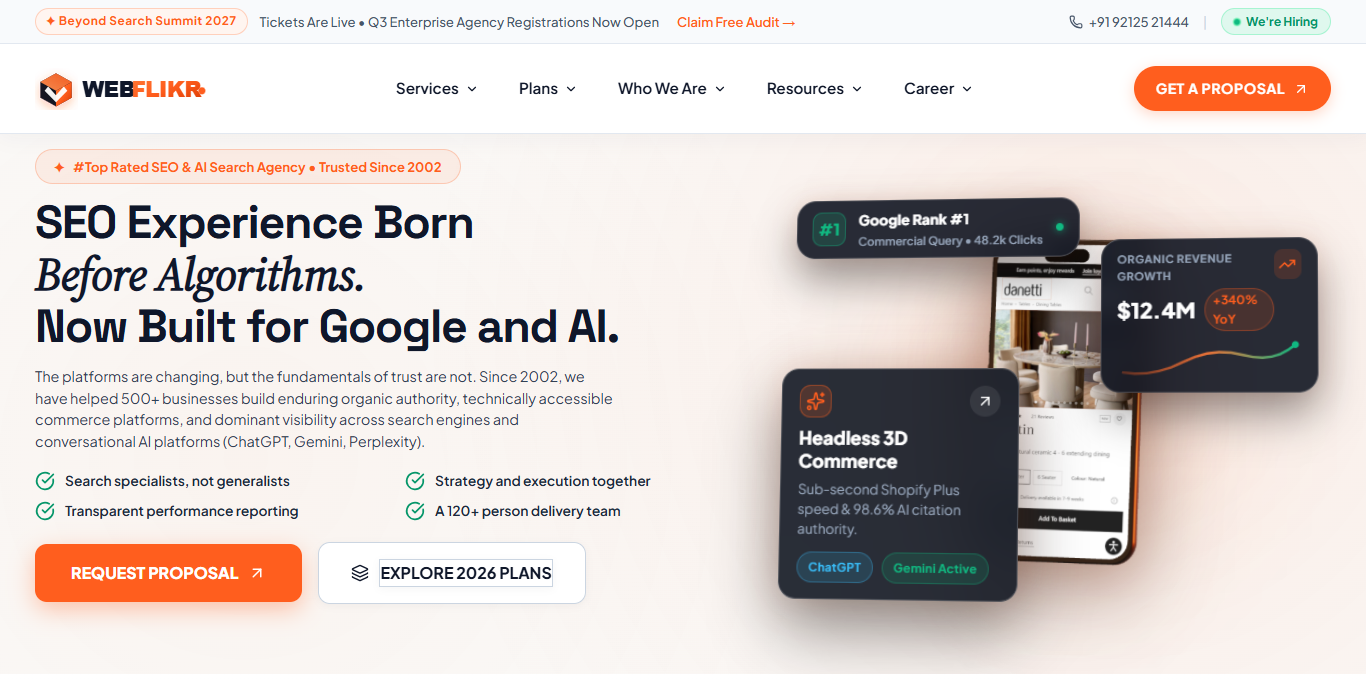 ✦ Beyond Search Summit 2027 Tickets Are Live • Q3 Enterprise Agency Registrations Now Open Claim Free Audit → +91 92125 21444 | We're Hiring
WEBFLIKR
Services Plans Who We Are Resources Career GET A PROPOSAL
✦ #Top Rated SEO & AI Search Agency • Trusted Since 2002
SEO Experience Born
Before Algorithms.
Now Built for Google and AI.
The platforms are changing, but the fundamentals of trust are not. Since 2002, we
have helped 500+ businesses build enduring organic authority, technically accessible
commerce platforms, and dominant visibility across search engines and
conversational AI platforms (ChatGPT, Gemini, Perplexity).
Search specialists, not generalists
Strategy and execution together
Transparent performance reporting
A 120+ person delivery team
REQUEST PROPOSAL
EXPLORE 2026 PLANS
#1
Google Rank #1
Commercial Query • 48.2k Clicks
Earn points, enjoy rewards
danetti
ORGANIC REVENUE
GROWTH
$12.4M
+340%
YoY
Headless 3D
Commerce
Sub-second Shopify Plus
speed & 98.6% AI citation
authority.
ChatGPT
Gemini Active
tin
Add To Basket